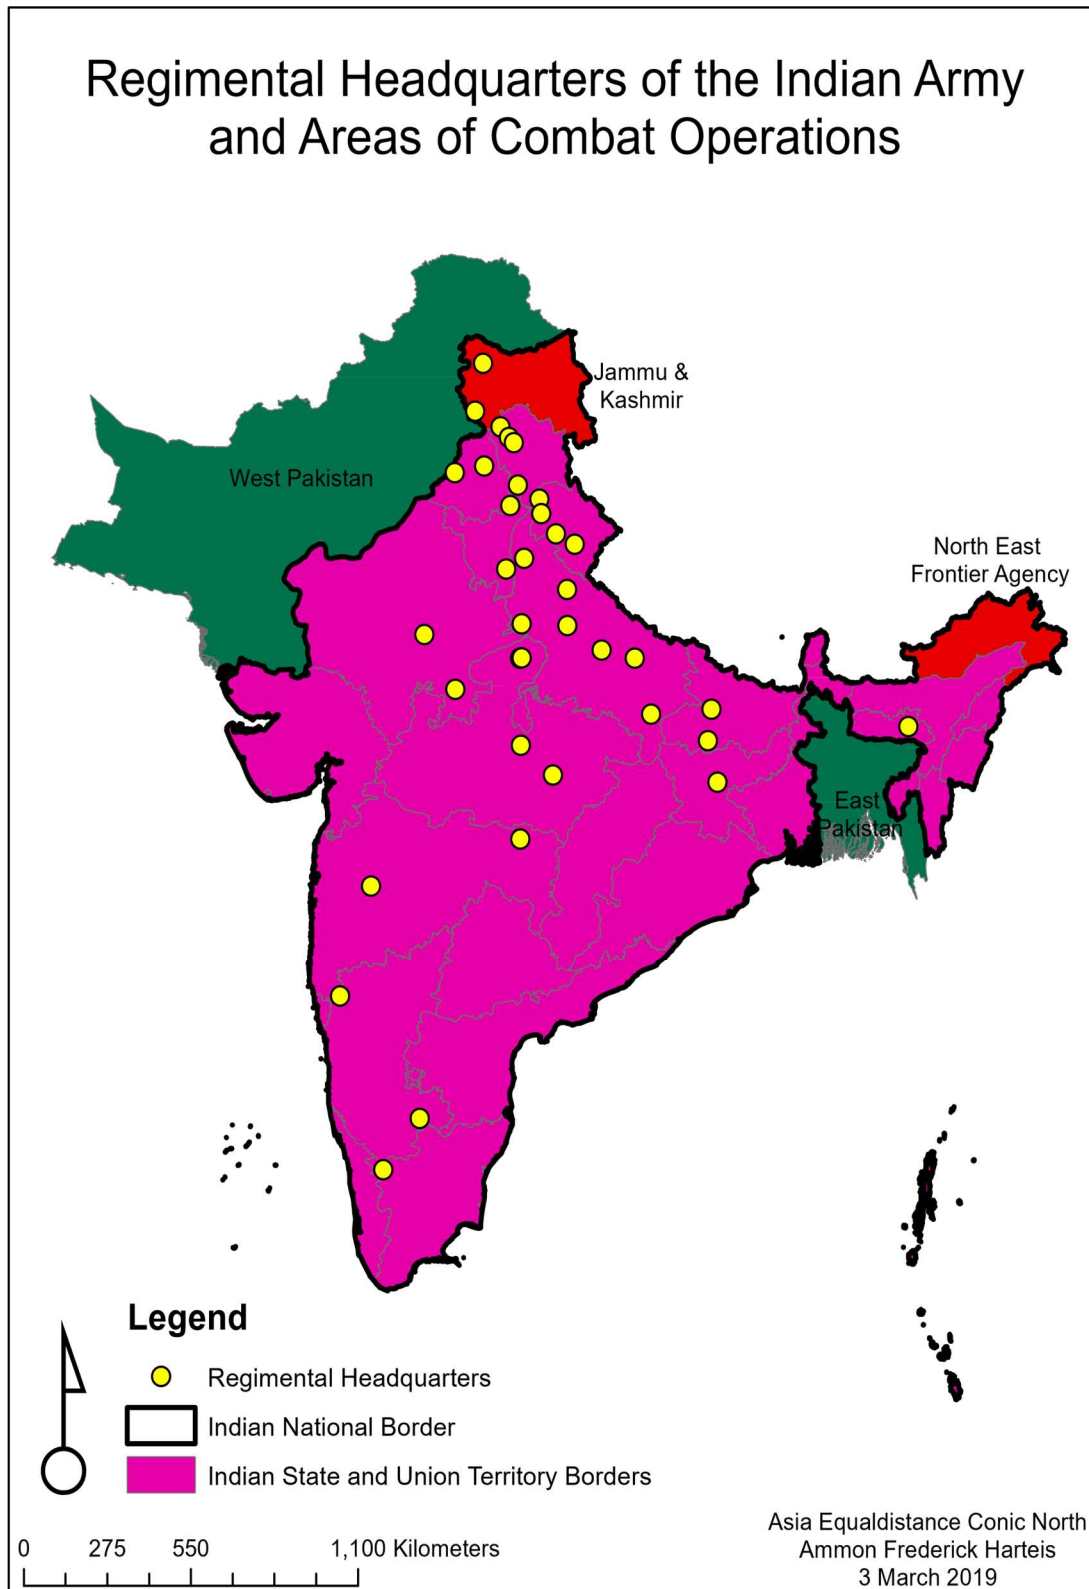 Regimental Headquarters of the Indian Army
and Areas of Combat Operations
Jammu &
Kashmir
West Pakistan
North East
Frontier Agency
East
Pakistan
Legend
Regimental Headquarters
Indian National Border
Indian State and Union Territory Borders
0 275 550 1,100 Kilometers
Asia Equaldistance Conic North
Ammon Frederick Harteis
3 March 2019